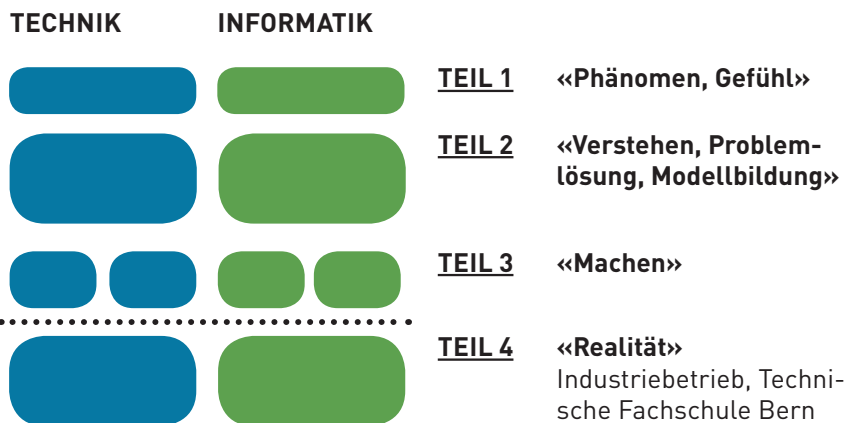 TECHNIK INFORMATIK
TEIL 1 «Phänomen, Gefühl»
TEIL 2 «Verstehen, Problem-
lösung, Modellbildung»
TEIL 3 «Machen»
TEIL 4 «Realität»
Industriebetrieb, Techni-
sche Fachschule Bern